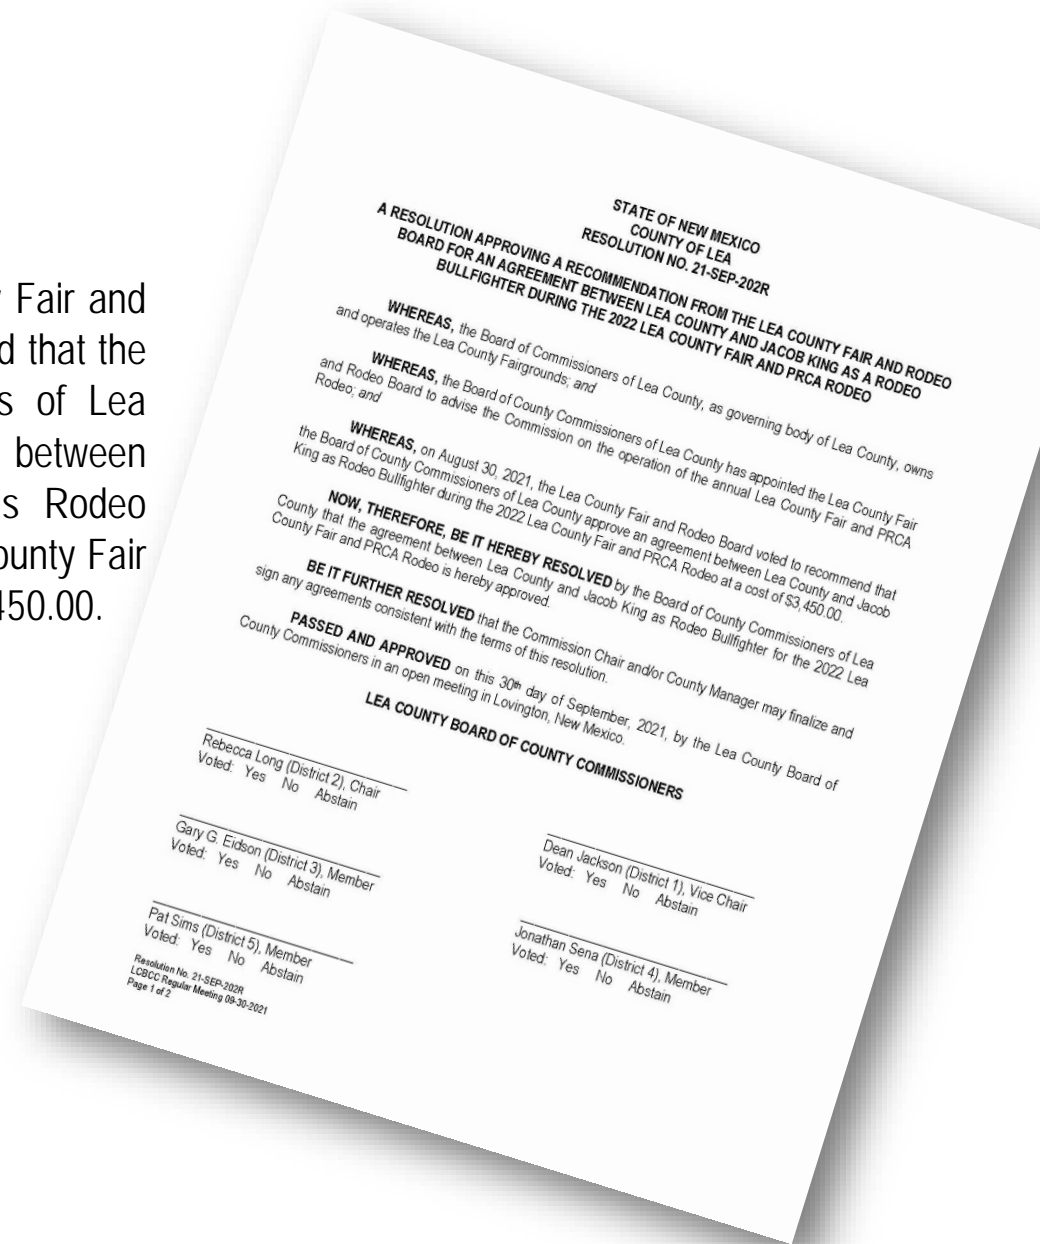 y Fair and
d that the
s of Lea
between
s Rodeo
ounty Fair
450.00.
STATE OF NEW MEXICO
COUNTY OF LEA
RESOLUTION NO. 21-SEP-202R
A RESOLUTION APPROVING A RECOMMENDATION FROM THE LEA COUNTY FAIR AND RODEO
BOARD FOR AN AGREEMENT BETWEEN LEA COUNTY AND JACOB KING AS A RODEO
BULLFIGHTER DURING THE 2022 LEA COUNTY FAIR AND PRCA RODEO
WHEREAS, the Board of Commissioners of Lea County, as governing body of Lea County, owns
and operates the Lea County Fairgrounds; and
WHEREAS, the Board of County Commissioners of Lea County has appointed the Lea County Fair
and Rodeo Board to advise the Commission on the operation of the annual Lea County Fair and PRCA
Rodeo; and
WHEREAS, on August 30, 2021, the Lea County Fair and Rodeo Board voted to recommend that
the Board of County Commissioners of Lea County approve an agreement between Lea County and Jacob
King as Rodeo Bullfighter during the 2022 Lea County Fair and PRCA Rodeo at a cost of $3,450.00.
NOW, THEREFORE, BE IT HEREBY RESOLVED by the Board of County Commissioners of Lea
County that the agreement between Lea County and Jacob King as Rodeo Bullfighter for the 2022 Lea
County Fair and PRCA Rodeo is hereby approved.
BE IT FURTHER RESOLVED that the Commission Chair and/or County Manager may finalize and
sign any agreements consistent with the terms of this resolution.
PASSED AND APPROVED on this 30th day of September, 2021, by the Lea County Board of
County Commissioners in an open meeting in Lovington, New Mexico.
LEA COUNTY BOARD OF COUNTY COMMISSIONERS
Rebecca Long (District 2), Chair
Voted: Yes No Abstain
Dean Jackson (District 1), Vice Chair
Voted: Yes No Abstain
Gary G. Eidson (District 3), Member
Voted: Yes No Abstain
Jonathan Sena (District 4), Member
Voted: Yes No Abstain
Pat Sims (District 5), Member
Voted: Yes No Abstain
Resolution No. 21-SEP-202R
LCBCC Regular Meeting 09-30-2021
Page 1 of 2